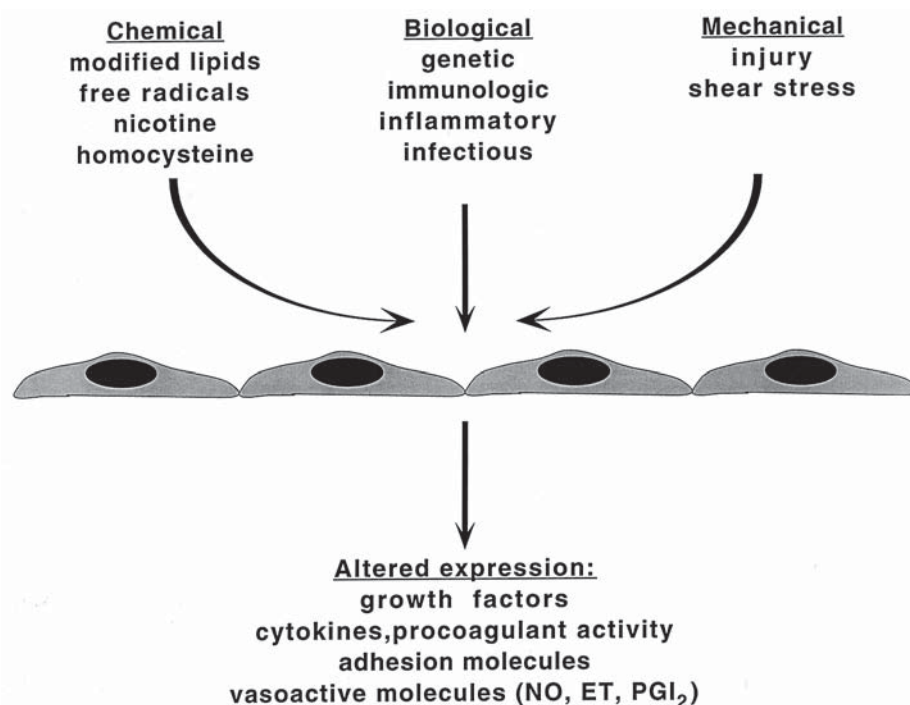 Chemical
modified lipids
free radicals
nicotine
homocysteine
Biological
genetic
immunologic
inflammatory
infectious
Mechanical
injury
shear stress
Altered expression:
growth factors
cytokines,procoagulant activity
adhesion molecules
vasoactive molecules (NO, ET, PGI₂)